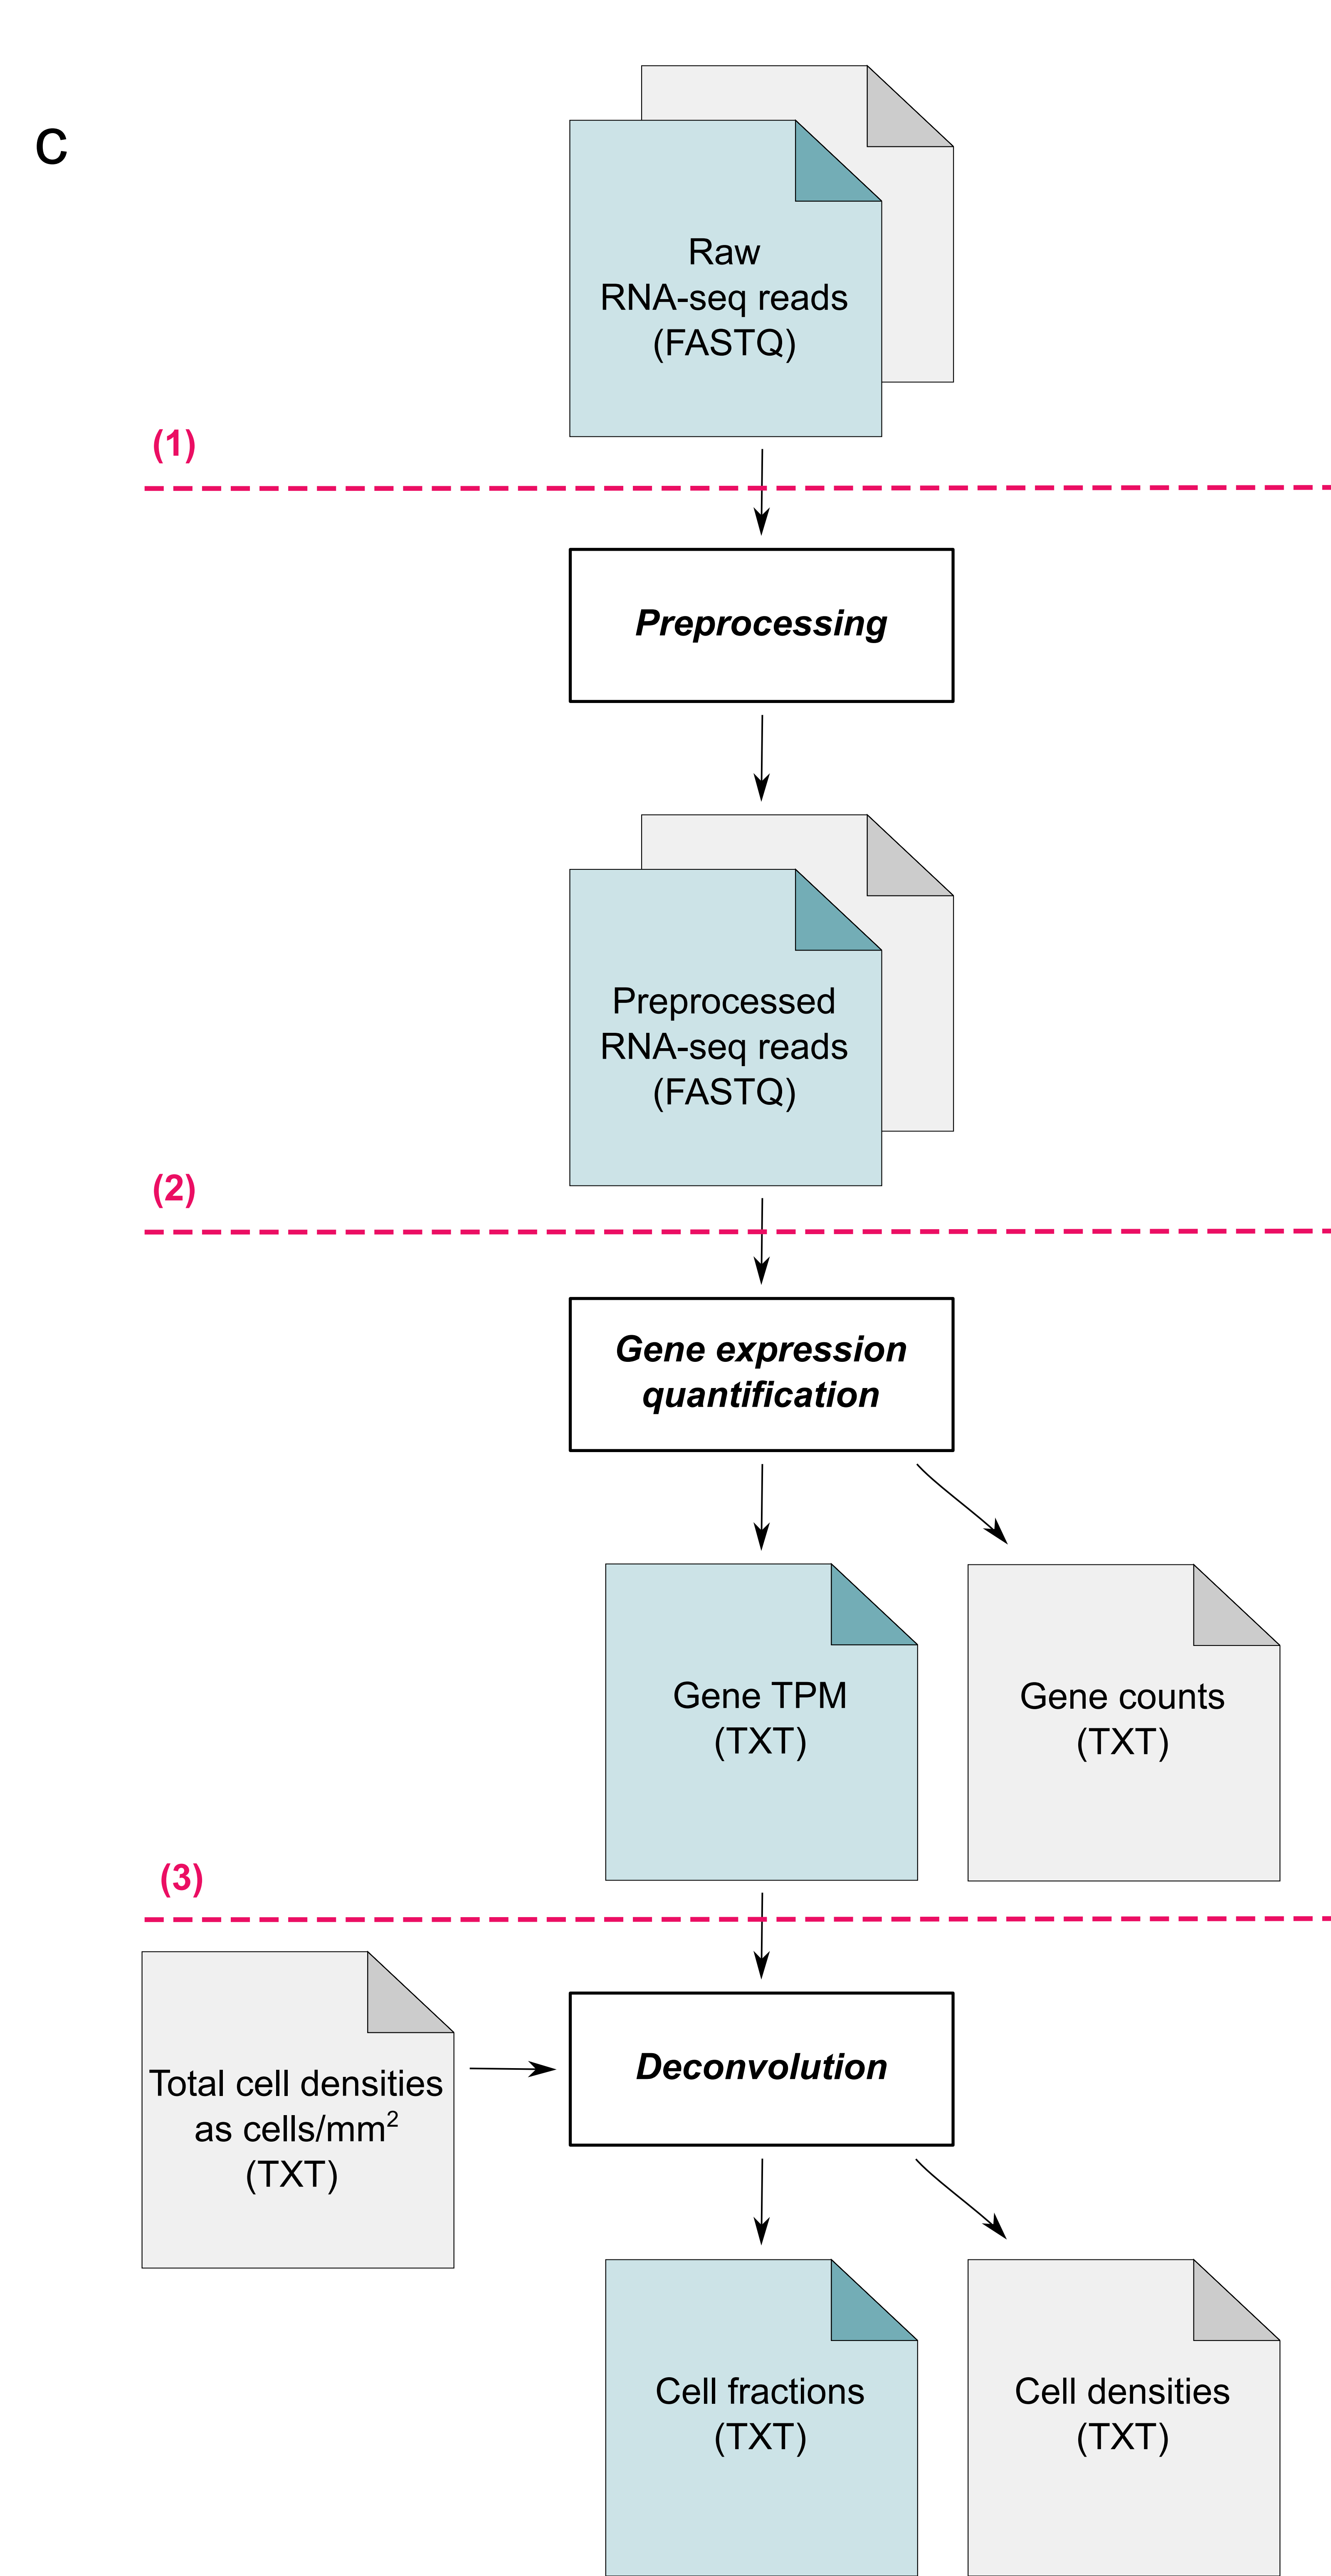 C
Raw
RNA-seq reads
(FASTQ)
(1)
Preprocessing
Preprocessed
RNA-seq reads
(FASTQ)
(2)
Gene expression
quantification
Gene TPM
(TXT)
Gene counts
(TXT)
(3)
Total cell densities
as cells/mm²
(TXT)
Deconvolution
Cell fractions
(TXT)
Cell densities
(TXT)